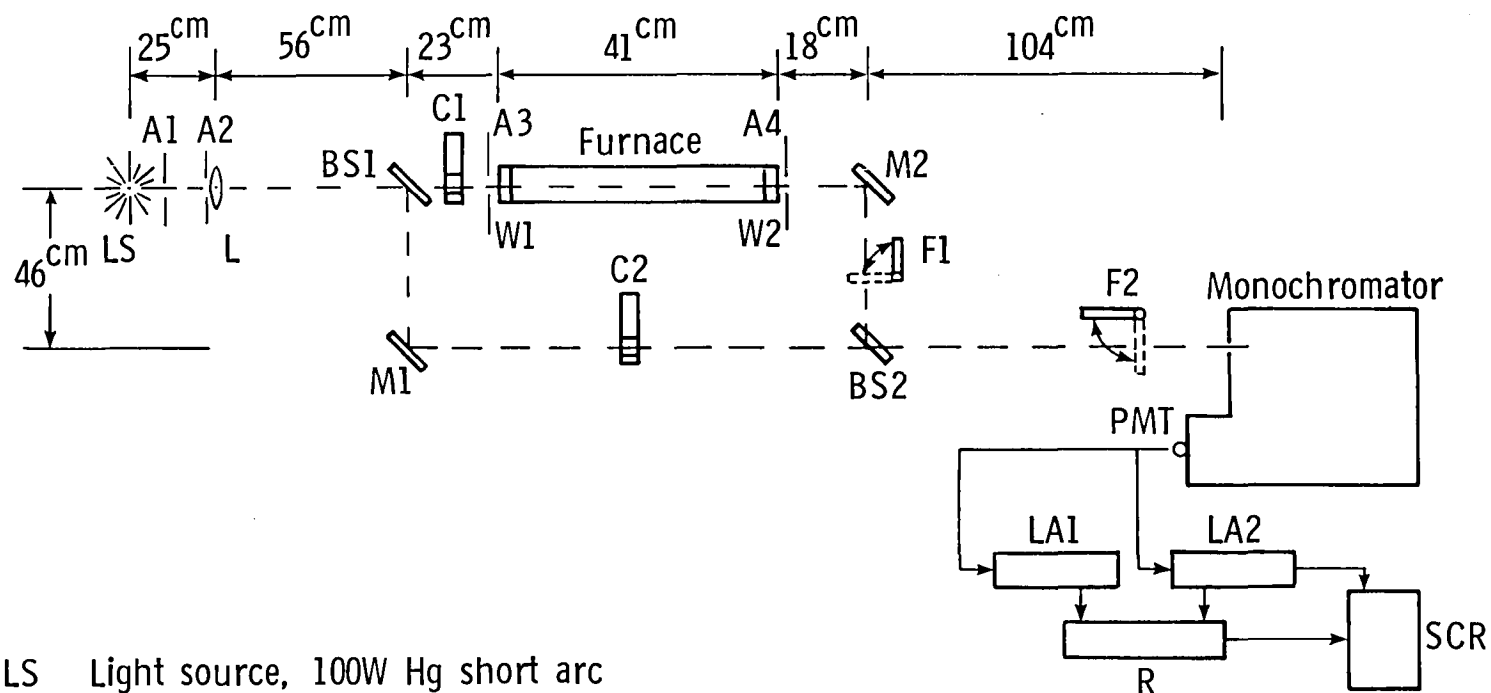 25cm 56cm 23cm 41cm 18cm 104cm
C1
A1 A2 A3 A4
Furnace
BS1 M2
LS L W1 W2
46cm
F1
C2 F2 Monochromator
M1 BS2
PMT
LA1 LA2
SCR
R
LS Light source, 100W Hg short arc